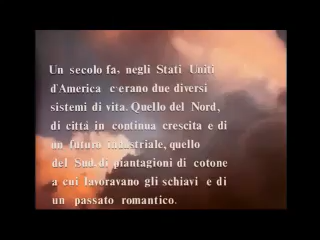 Un secolo fa, negli Stati Uniti
d'America c'erano due diversi
sistemi di vita. Quello del Nord,
di cittá in continua crescita e di
un futuro industriale, quello
del Sud, di piantagioni di cotone
a cui lavoravano gli schiavi e di
un passato romantico.